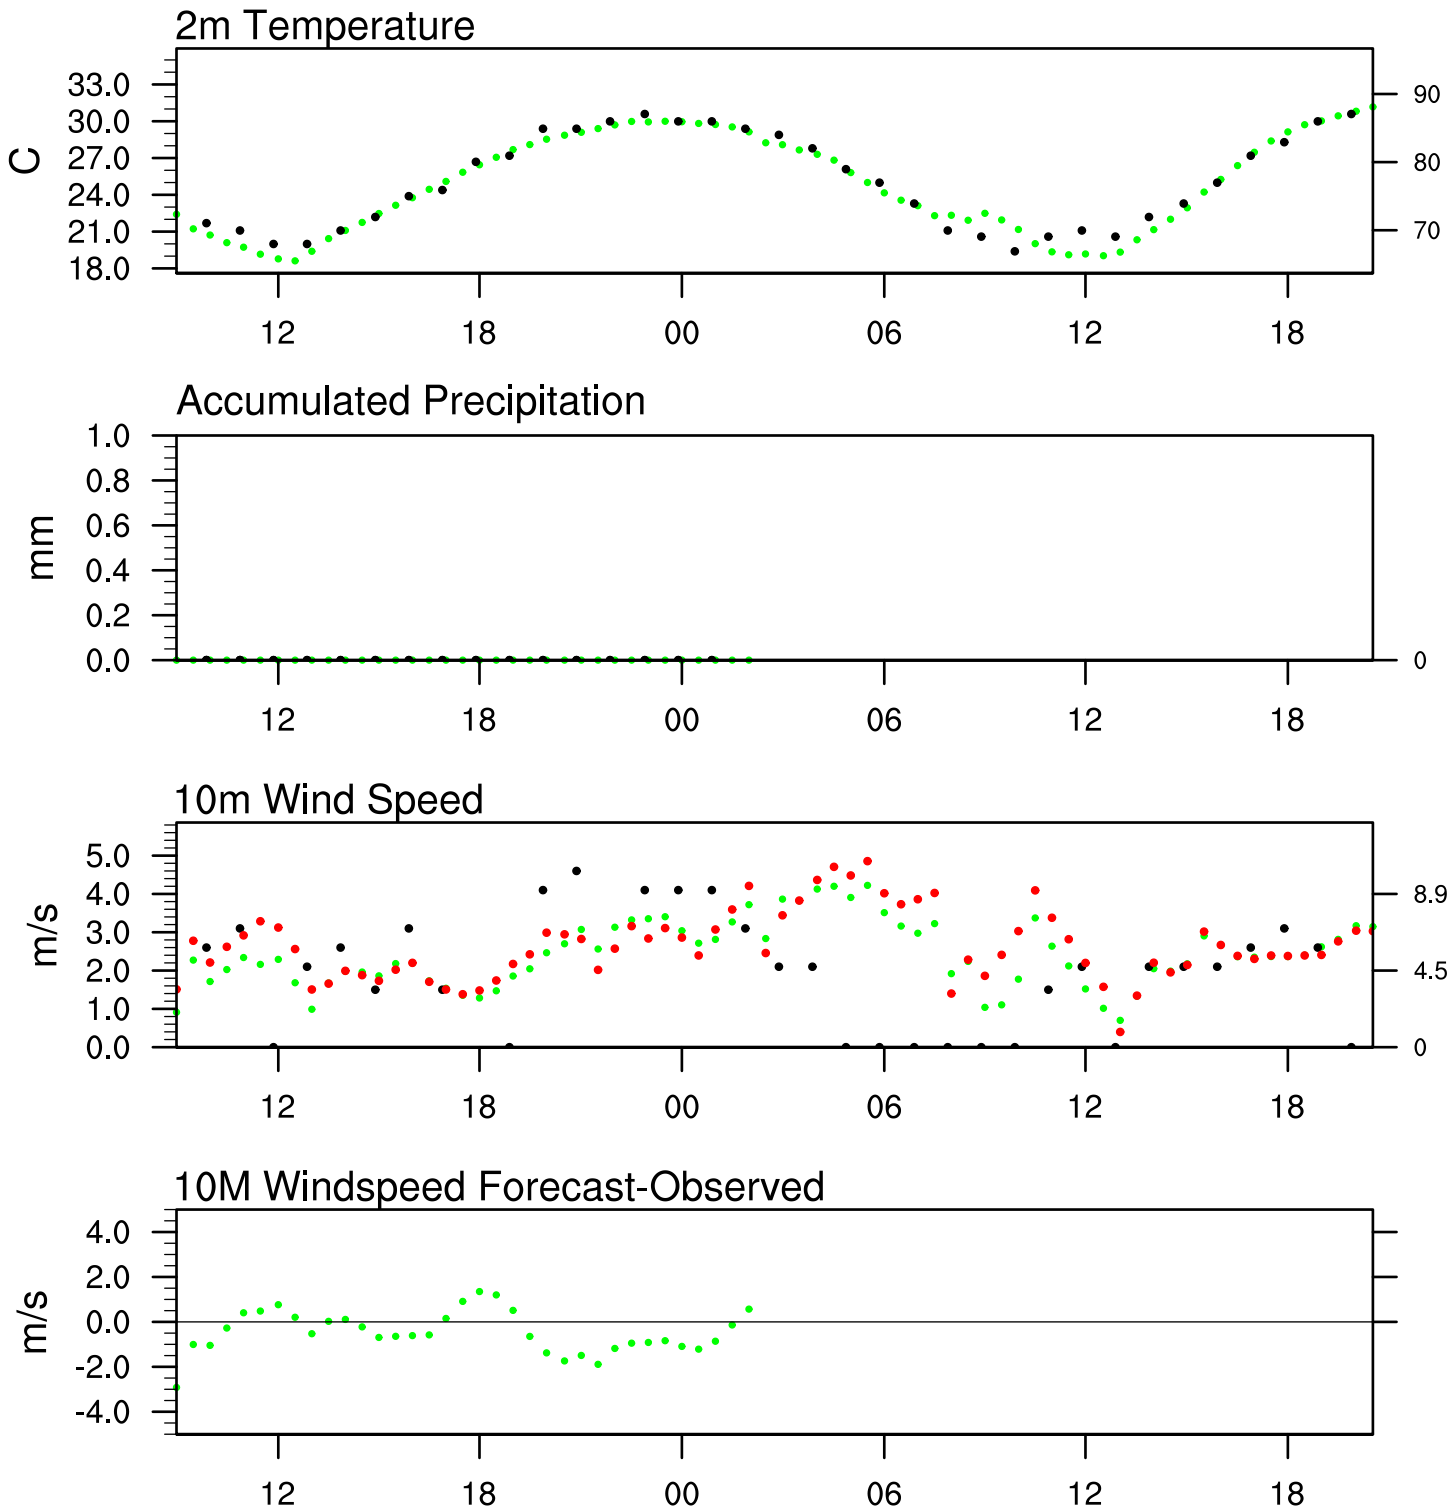 2m Temperature
33.0
30.0
27.0
24.0
21.0
18.0
C
90
80
70
12 18 00 06 12 18
Accumulated Precipitation
1.0
0.8
0.6
0.4
0.2
0.0
mm
0
12 18 00 06 12 18
10m Wind Speed
5.0
4.0
3.0
2.0
1.0
0.0
m/s
8.9
4.5
0
12 18 00 06 12 18
10M Windspeed Forecast-Observed
4.0
2.0
0.0
-2.0
-4.0
m/s
12 18 00 06 12 18